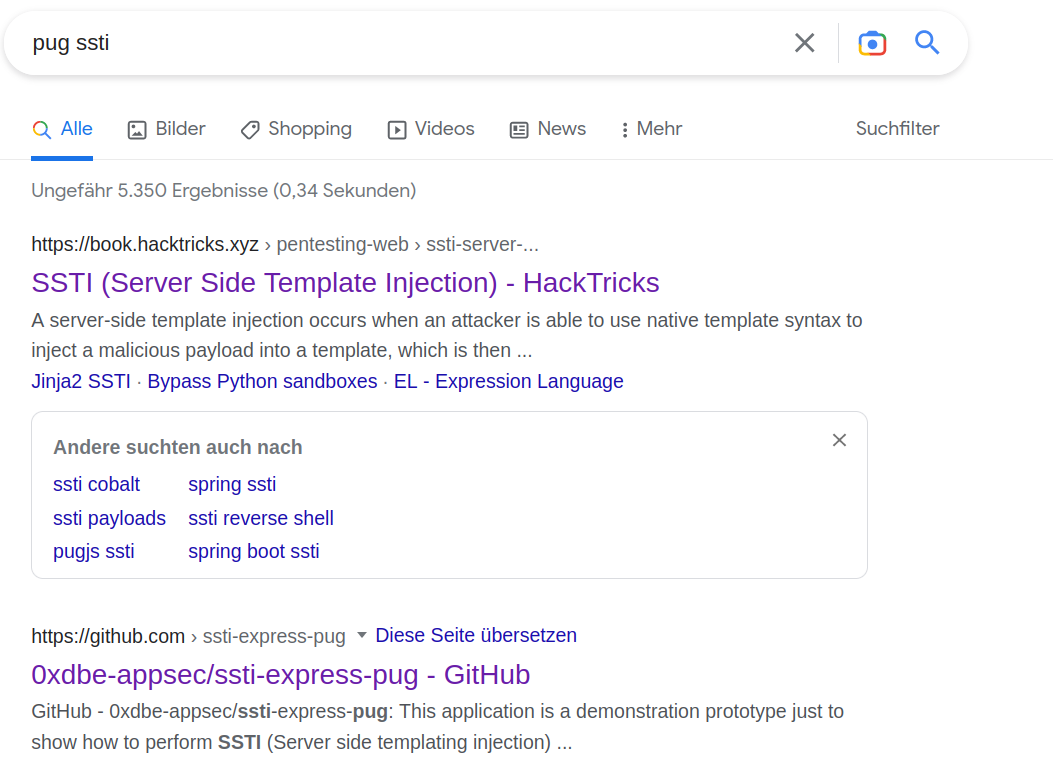 pug ssti
Alle Bilder Shopping Videos News Mehr Suchfilter
Ungefähr 5.350 Ergebnisse (0,34 Sekunden)
https://book.hacktricks.xyz › pentesting-web › ssti-server-...
SSTI (Server Side Template Injection) - HackTricks
A server-side template injection occurs when an attacker is able to use native template syntax to
inject a malicious payload into a template, which is then ...
Jinja2 SSTI · Bypass Python sandboxes · EL - Expression Language
Andere suchten auch nach
ssti cobalt spring ssti
ssti payloads ssti reverse shell
pugjs ssti spring boot ssti
https://github.com › ssti-express-pug Diese Seite übersetzen
0xdbe-appsec/ssti-express-pug - GitHub
GitHub - 0xdbe-appsec/ssti-express-pug: This application is a demonstration prototype just to
show how to perform SSTI (Server side templating injection) ...